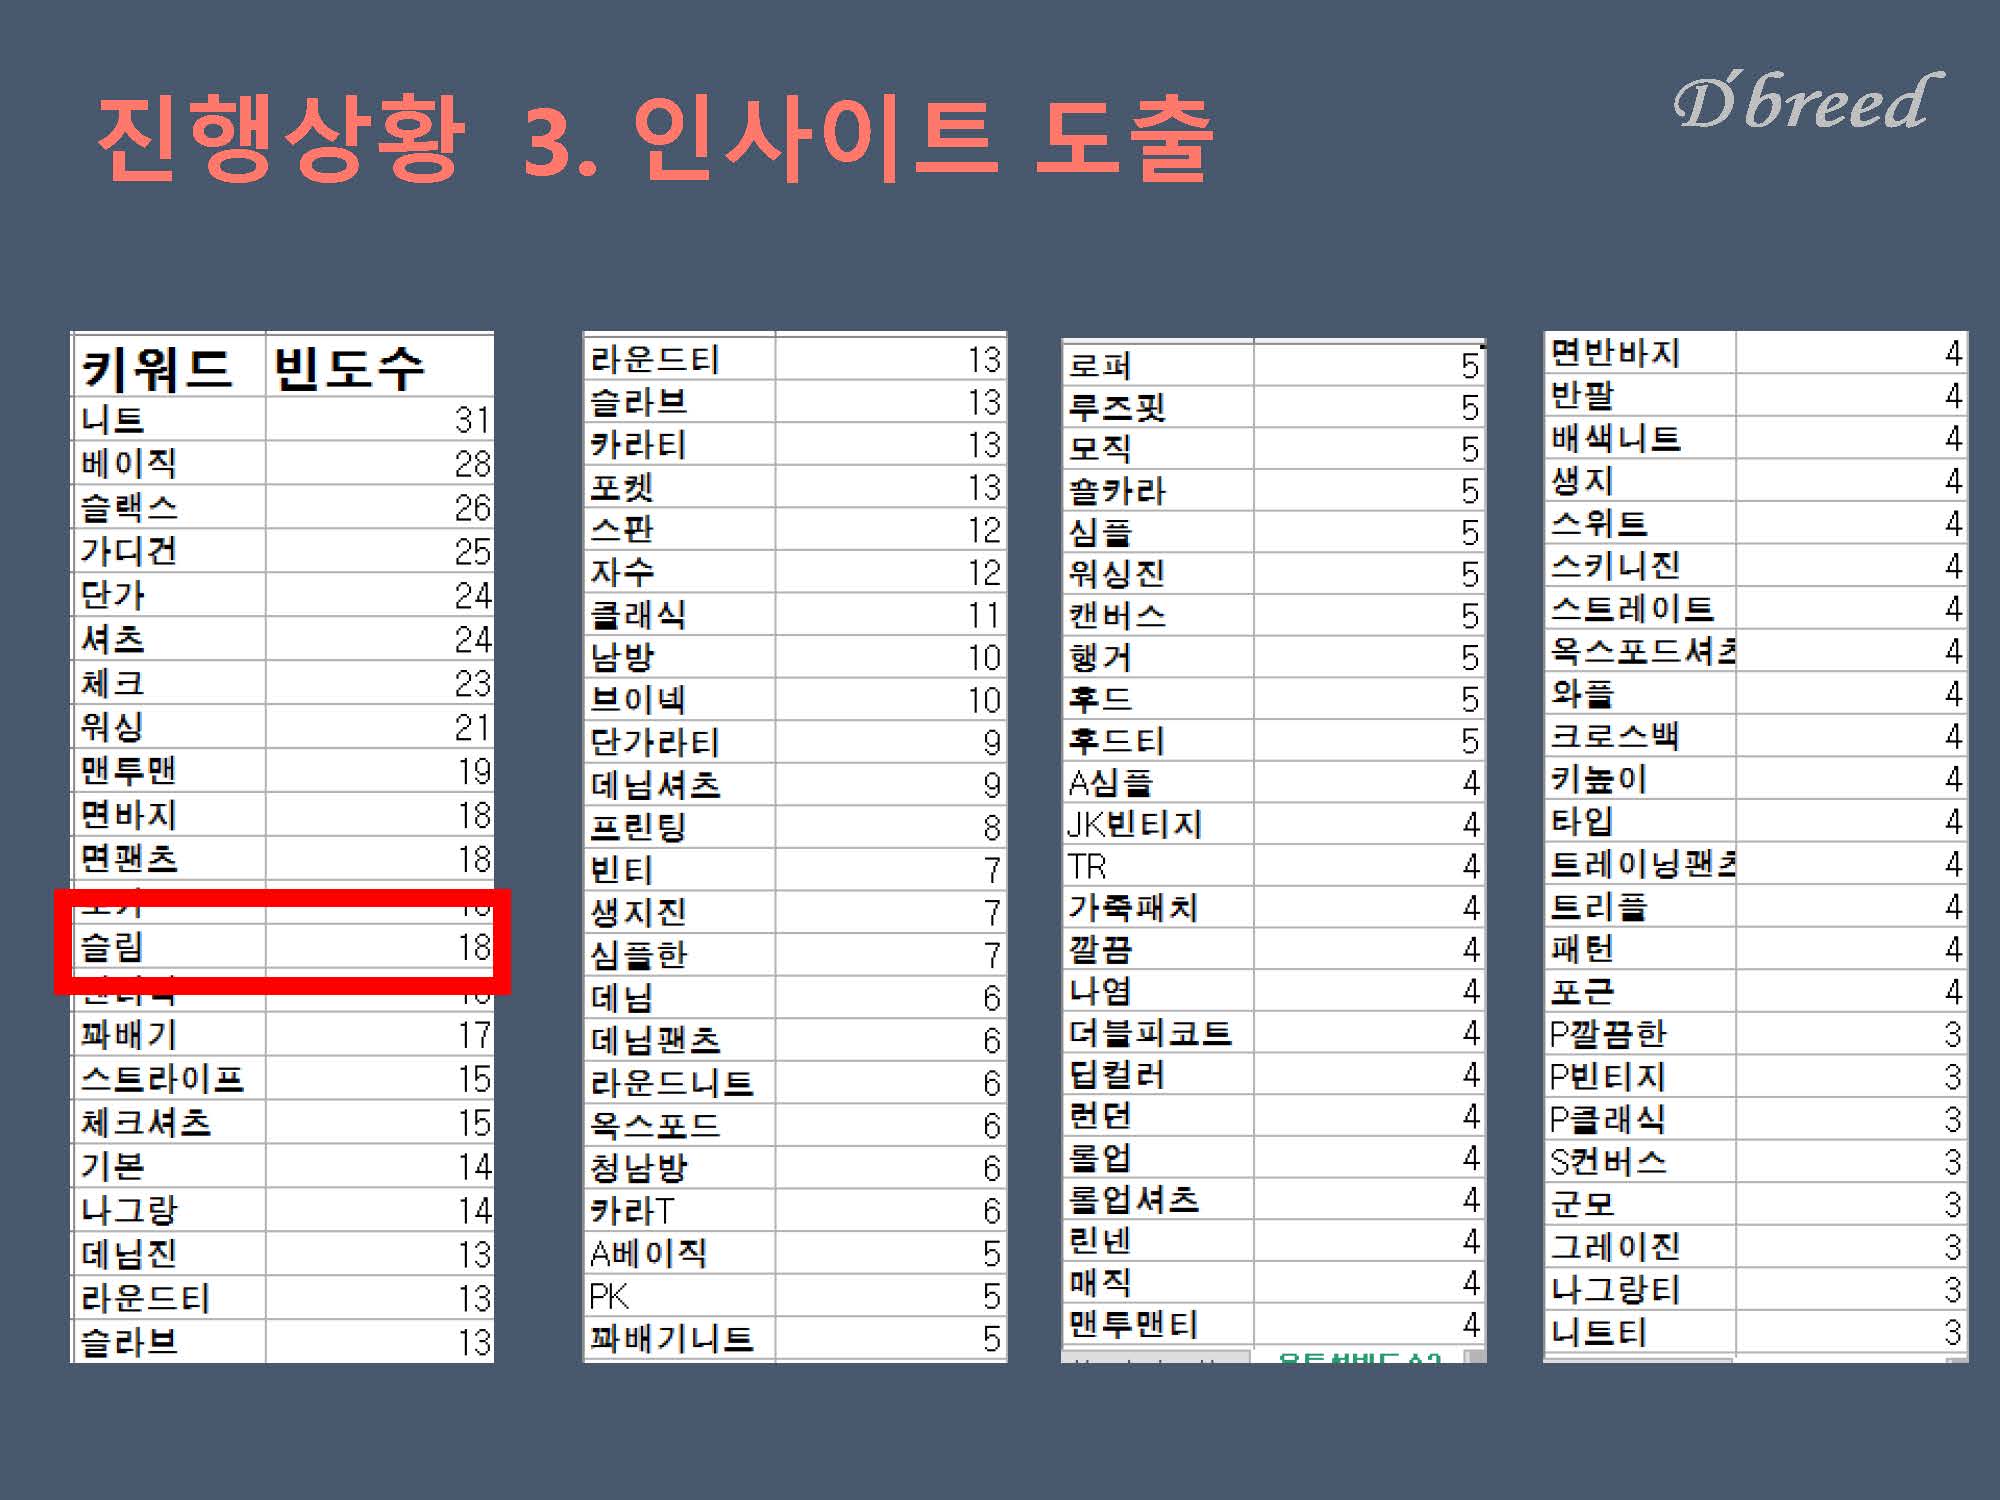 진행상황 3. 인사이트 도출
D'breed
키워드 빈도수
니트 31
베이직 28
슬랙스 26
가디건 25
단가 24
셔츠 24
체크 23
워싱 21
맨투맨 19
면바지 18
면팬츠 18
슬림 18
꽈배기 17
스트라이프 15
체크셔츠 15
기본 14
나그랑 14
데님진 13
라운드티 13
슬라브 13
라운드티 13
슬라브 13
카라티 13
포켓 13
스판 12
자수 12
클래식 11
남방 10
브이넥 10
단가라티 9
데님셔츠 9
프린팅 8
빈티 7
생지진 7
심플한 7
데님 6
데님팬츠 6
라운드니트 6
옥스포드 6
청남방 6
카라T 6
A베이직 5
PK 5
꽈배기니트 5
로퍼 5
루즈핏 5
모직 5
숄카라 5
심플 5
워싱진 5
캔버스 5
행거 5
후드 5
후드티 5
A심플 4
JK빈티지 4
TR 4
가죽패치 4
깔끔 4
나염 4
더블피코트 4
딥컬러 4
런던 4
롤업 4
롤업셔츠 4
린넨 4
매직 4
맨투맨티 4
면반바지 4
반팔 4
배색니트 4
생지 4
스위트 4
스키니진 4
스트레이트 4
옥스포드셔츠 4
와플 4
크로스백 4
키높이 4
타입 4
트레이닝팬츠 4
트리플 4
패턴 4
포근 4
P깔끔한 3
P빈티지 3
P클래식 3
S컨버스 3
군모 3
그레이진 3
나그랑티 3
니트티 3